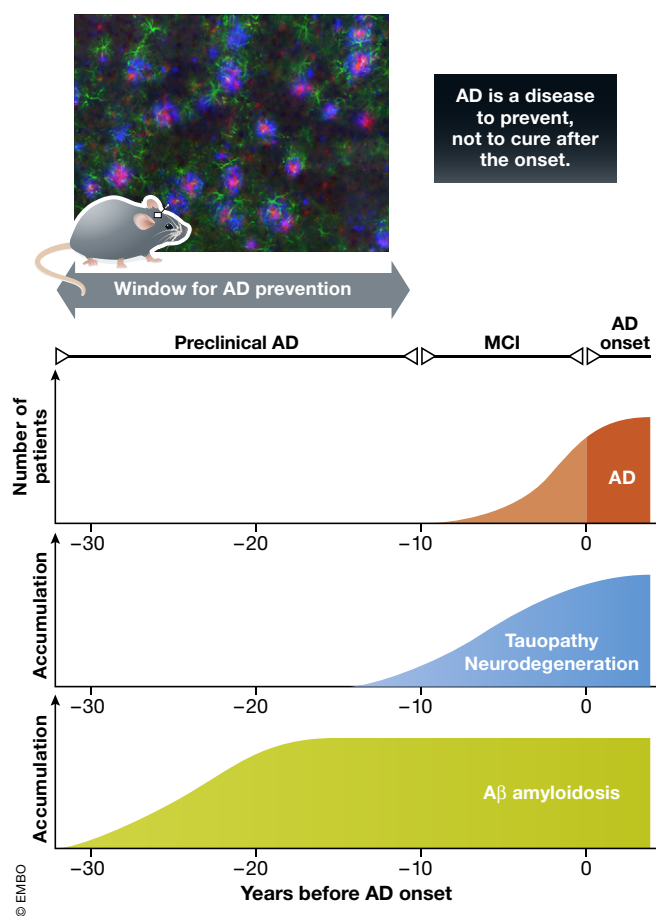 AD is a disease
to prevent,
not to cure after
the onset.
Window for AD prevention
Preclinical AD
MCI
AD
onset
Number of
patients
AD
−30
−20
−10
0
Accumulation
Tauopathy
Neurodegeneration
−30
−20
−10
0
Accumulation
Aβ amyloidosis
−30
−20
−10
0
Years before AD onset
© EMBO